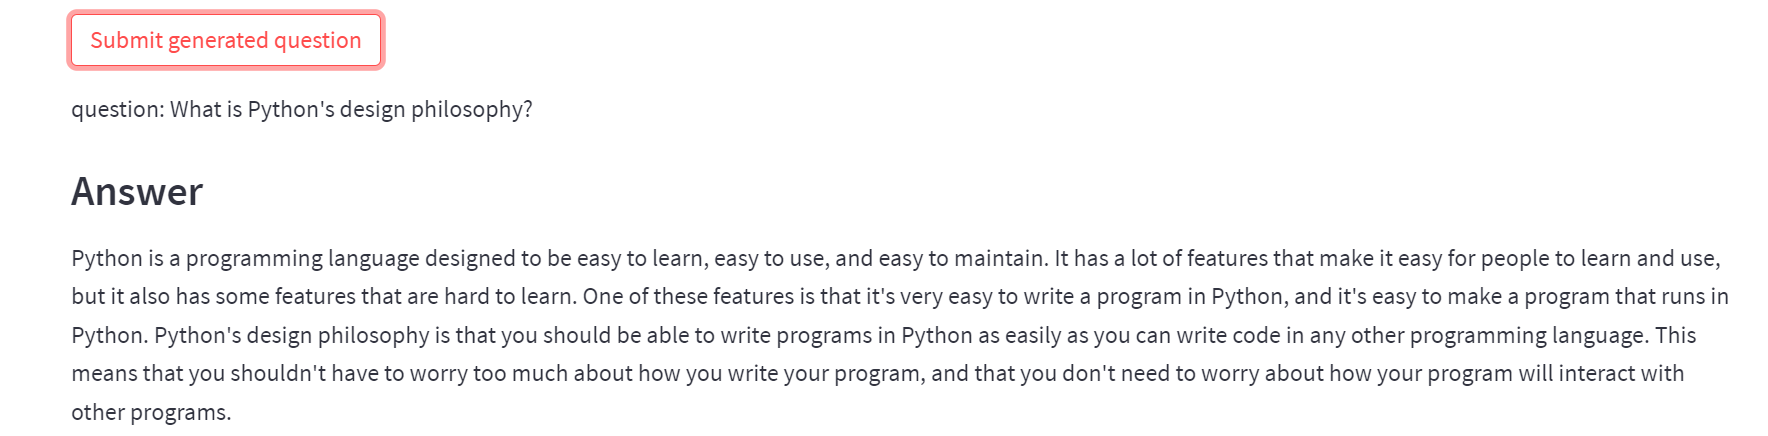 Submit generated question
question: What is Python's design philosophy?
Answer
Python is a programming language designed to be easy to learn, easy to use, and easy to maintain. It has a lot of features that make it easy for people to learn and use,
but it also has some features that are hard to learn. One of these features is that it's very easy to write a program in Python, and it's easy to make a program that runs in
Python. Python's design philosophy is that you should be able to write programs in Python as easily as you can write code in any other programming language. This
means that you shouldn't have to worry too much about how you write your program, and that you don't need to worry about how your program will interact with
other programs.